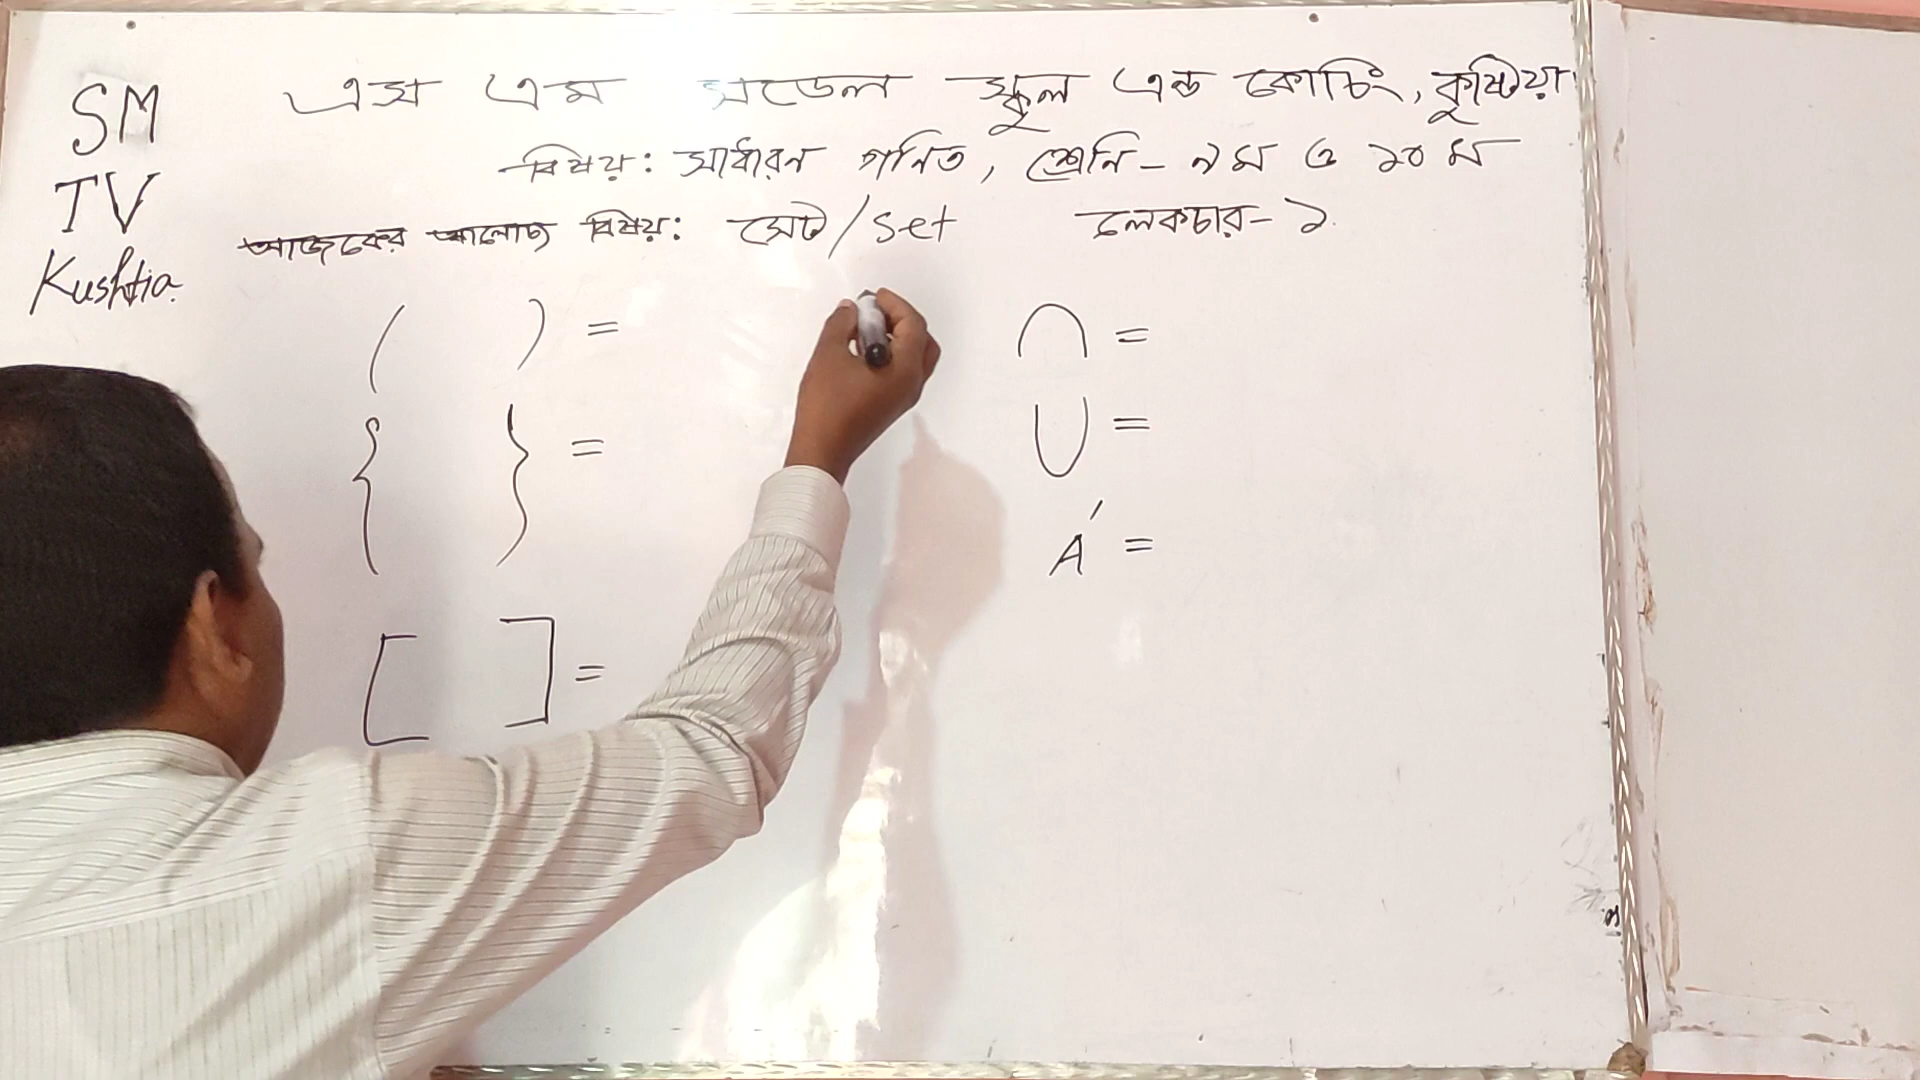 SM
TV
Kushtia.
এস এম মডেল স্কুল এন্ড কোচিং, কুষ্টিয়া
বিষয়: সাধারন গনিত, শ্রেনি- ৯ম ও ১০ম
আজকের আলোচ্য বিষয়: সেট/Set লেকচার- ১
( ) =
{ } =
[ ] =
∩ =
∪ =
A′ =